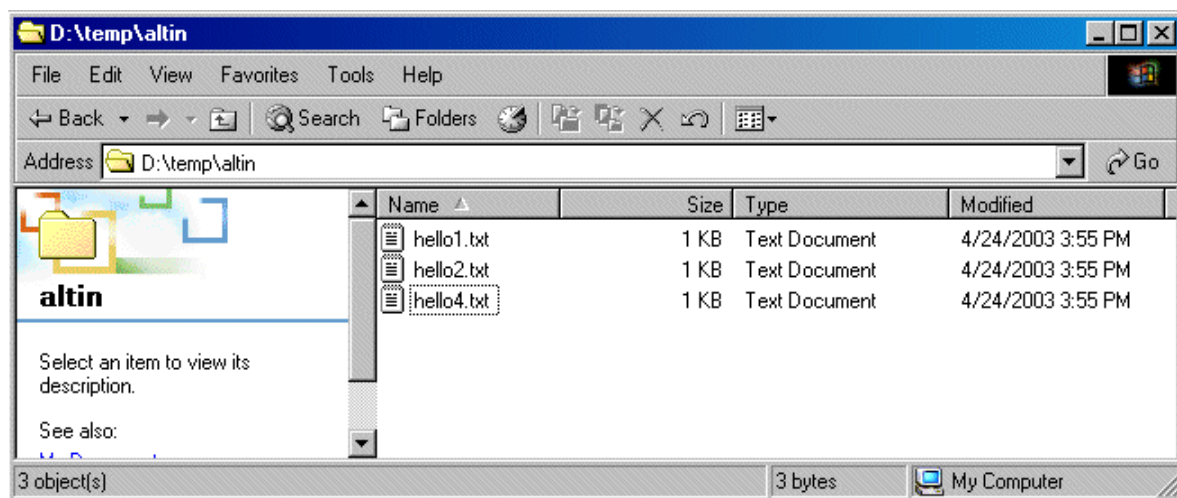 D:\temp\altin
File Edit View Favorites Tools Help
Back Search Folders
Address D:\temp\altin Go
Name Size Type Modified
hello1.txt 1 KB Text Document 4/24/2003 3:55 PM
hello2.txt 1 KB Text Document 4/24/2003 3:55 PM
hello4.txt 1 KB Text Document 4/24/2003 3:55 PM
altin
Select an item to view its
description.
See also:
3 object(s) 3 bytes My Computer